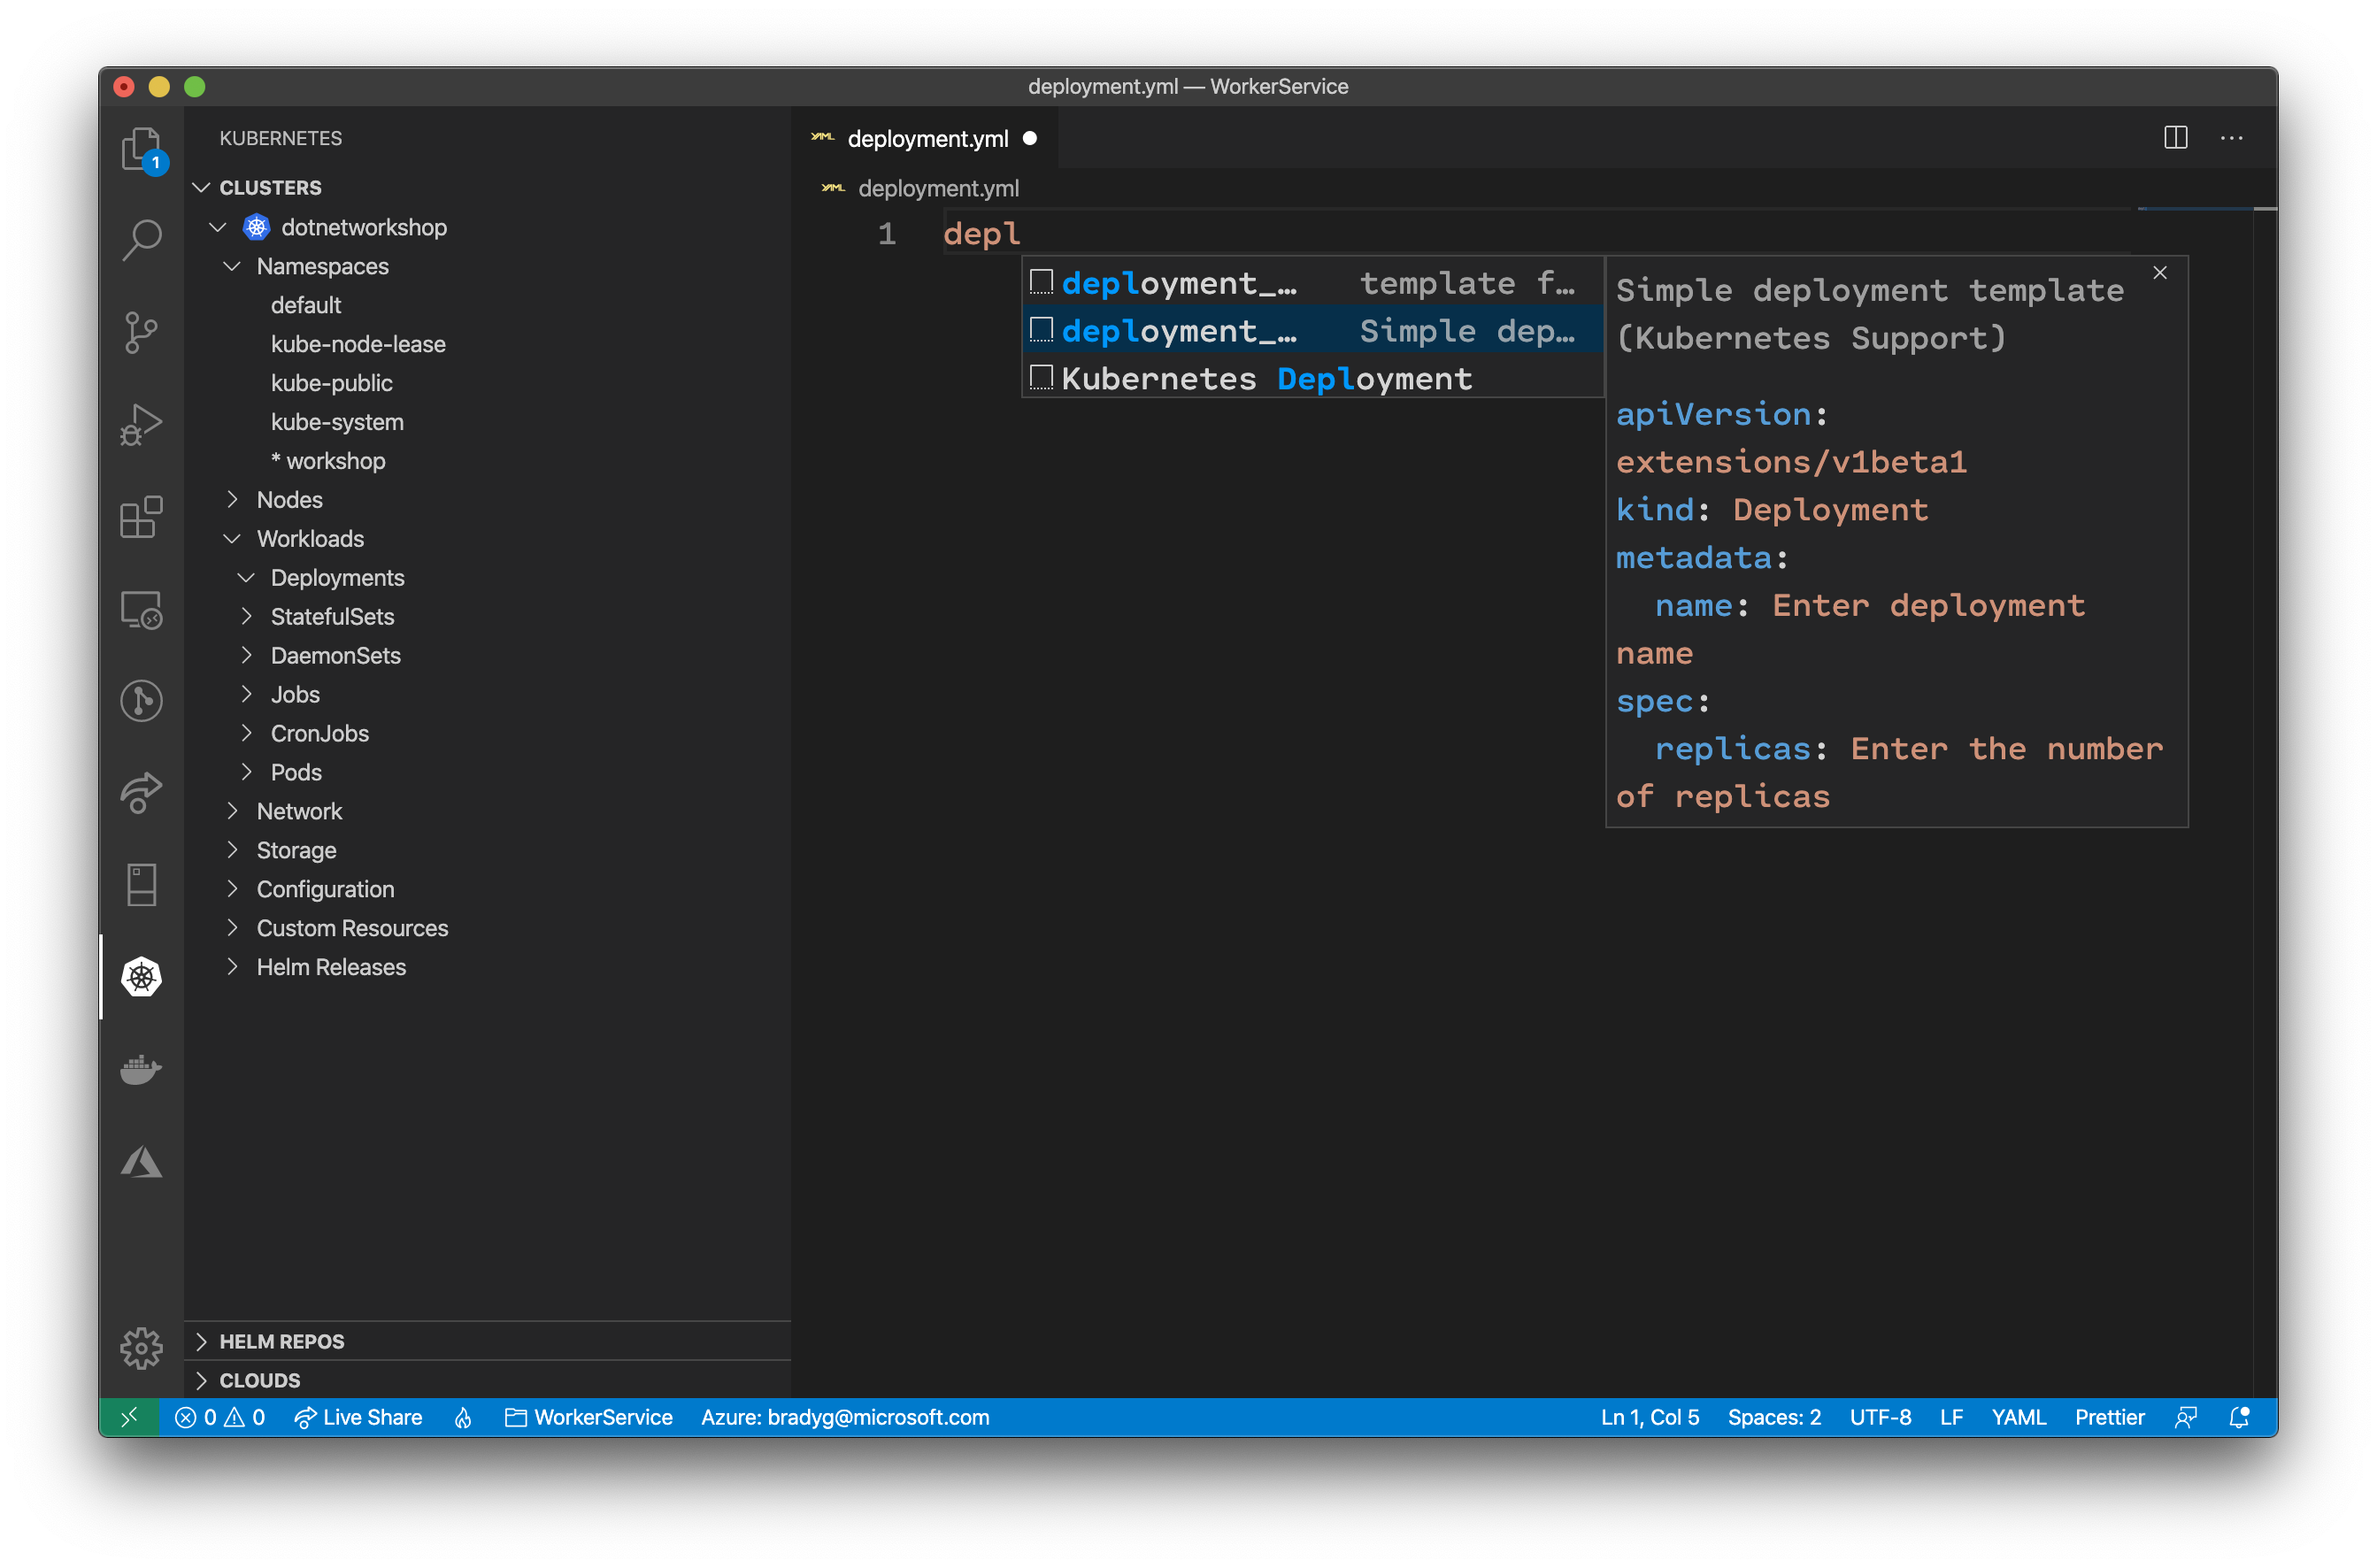 deployment.yml — WorkerService
1
KUBERNETES
CLUSTERS
dotnetworkshop
Namespaces
default
kube-node-lease
kube-public
kube-system
* workshop
Nodes
Workloads
Deployments
StatefulSets
DaemonSets
Jobs
CronJobs
Pods
Network
Storage
Configuration
Custom Resources
Helm Releases
HELM REPOS
CLOUDS
YAML deployment.yml
YAML deployment.yml
1 depl
deployment_… template f…
deployment_… Simple dep…
Kubernetes Deployment
Simple deployment template
(Kubernetes Support)
apiVersion:
extensions/v1beta1
kind: Deployment
metadata:
name: Enter deployment
name
spec:
replicas: Enter the number
of replicas
0 0 Live Share WorkerService Azure: bradyg@microsoft.com Ln 1, Col 5 Spaces: 2 UTF-8 LF YAML Prettier